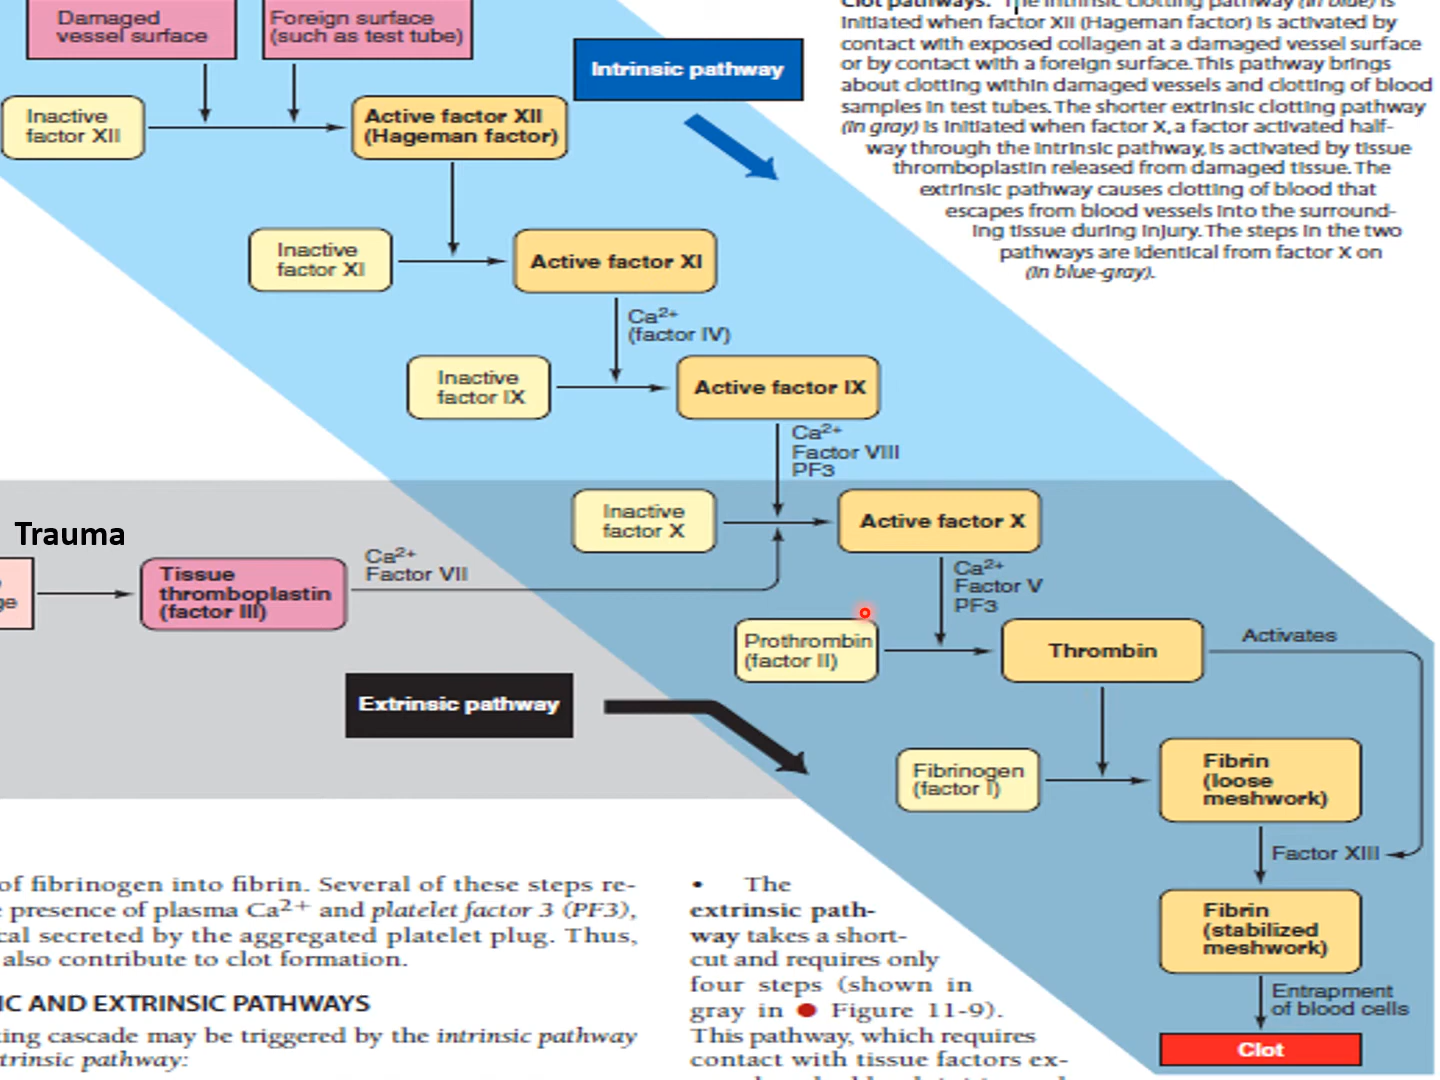 Damaged
vessel surface
Foreign surface
(such as test tube)
Intrinsic pathway
Clot pathways. The intrinsic clotting pathway (in blue) is
initiated when factor XII (Hageman factor) is activated by
contact with exposed collagen at a damaged vessel surface
or by contact with a foreign surface. This pathway brings
about clotting within damaged vessels and clotting of blood
samples in test tubes. The shorter extrinsic clotting pathway
(in gray) is initiated when factor X, a factor activated half-
way through the intrinsic pathway, is activated by tissue
thromboplastin released from damaged tissue. The
extrinsic pathway causes clotting of blood that
escapes from blood vessels into the surround-
ing tissue during injury. The steps in the two
pathways are identical from factor X on
(in blue-gray).
Inactive
factor XII
Active factor XII
(Hageman factor)
Inactive
factor XI
Active factor XI
Ca2+
(factor IV)
Inactive
factor IX
Active factor IX
Ca2+
Factor VIII
PF3
Inactive
factor X
Active factor X
Trauma
ge
Tissue
thromboplastin
(factor III)
Ca2+
Factor VII
Ca2+
Factor V
PF3
Prothrombin
(factor II)
Thrombin
Activates
Extrinsic pathway
Fibrinogen
(factor I)
Fibrin
(loose
meshwork)
Factor XIII
Fibrin
(stabilized
meshwork)
Entrapment
of blood cells
Clot
of fibrinogen into fibrin. Several of these steps re-
presence of plasma Ca2+ and platelet factor 3 (PF3),
cal secreted by the aggregated platelet plug. Thus,
also contribute to clot formation.
IC AND EXTRINSIC PATHWAYS
ting cascade may be triggered by the intrinsic pathway
xtrinsic pathway:
• The
extrinsic path-
way takes a short-
cut and requires only
four steps (shown in
gray in ● Figure 11-9).
This pathway, which requires
contact with tissue factors ex-